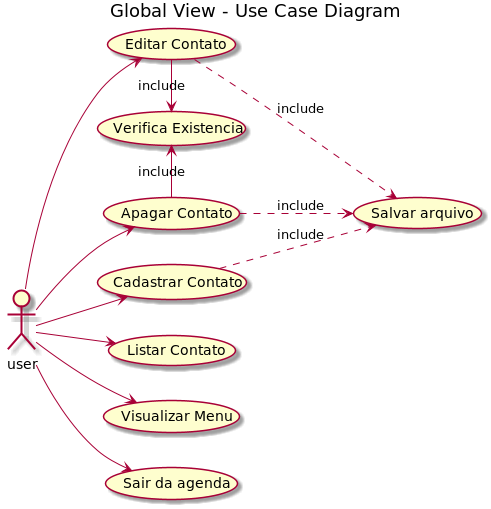 Global View - Use Case Diagram
Editar Contato
include
include
Verifica Existencia
include
Apagar Contato
include
Salvar arquivo
include
Cadastrar Contato
Listar Contato
user
Visualizar Menu
Sair da agenda